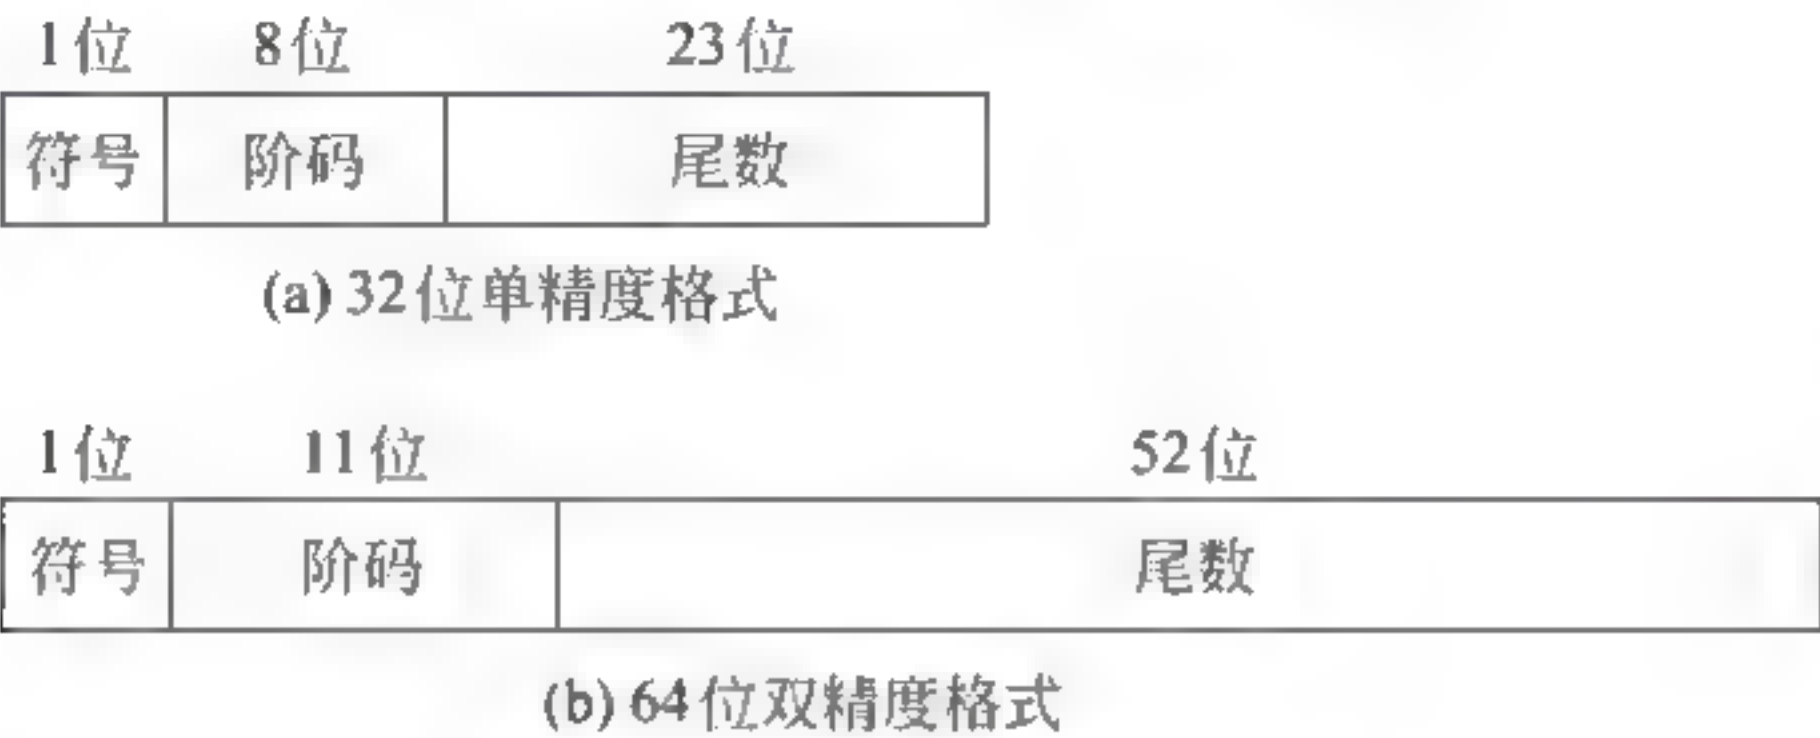 1位 8位 23位
符号 阶码 尾数
(a) 32位单精度格式
1位 11位 52位
符号 阶码 尾数
(b) 64位双精度格式